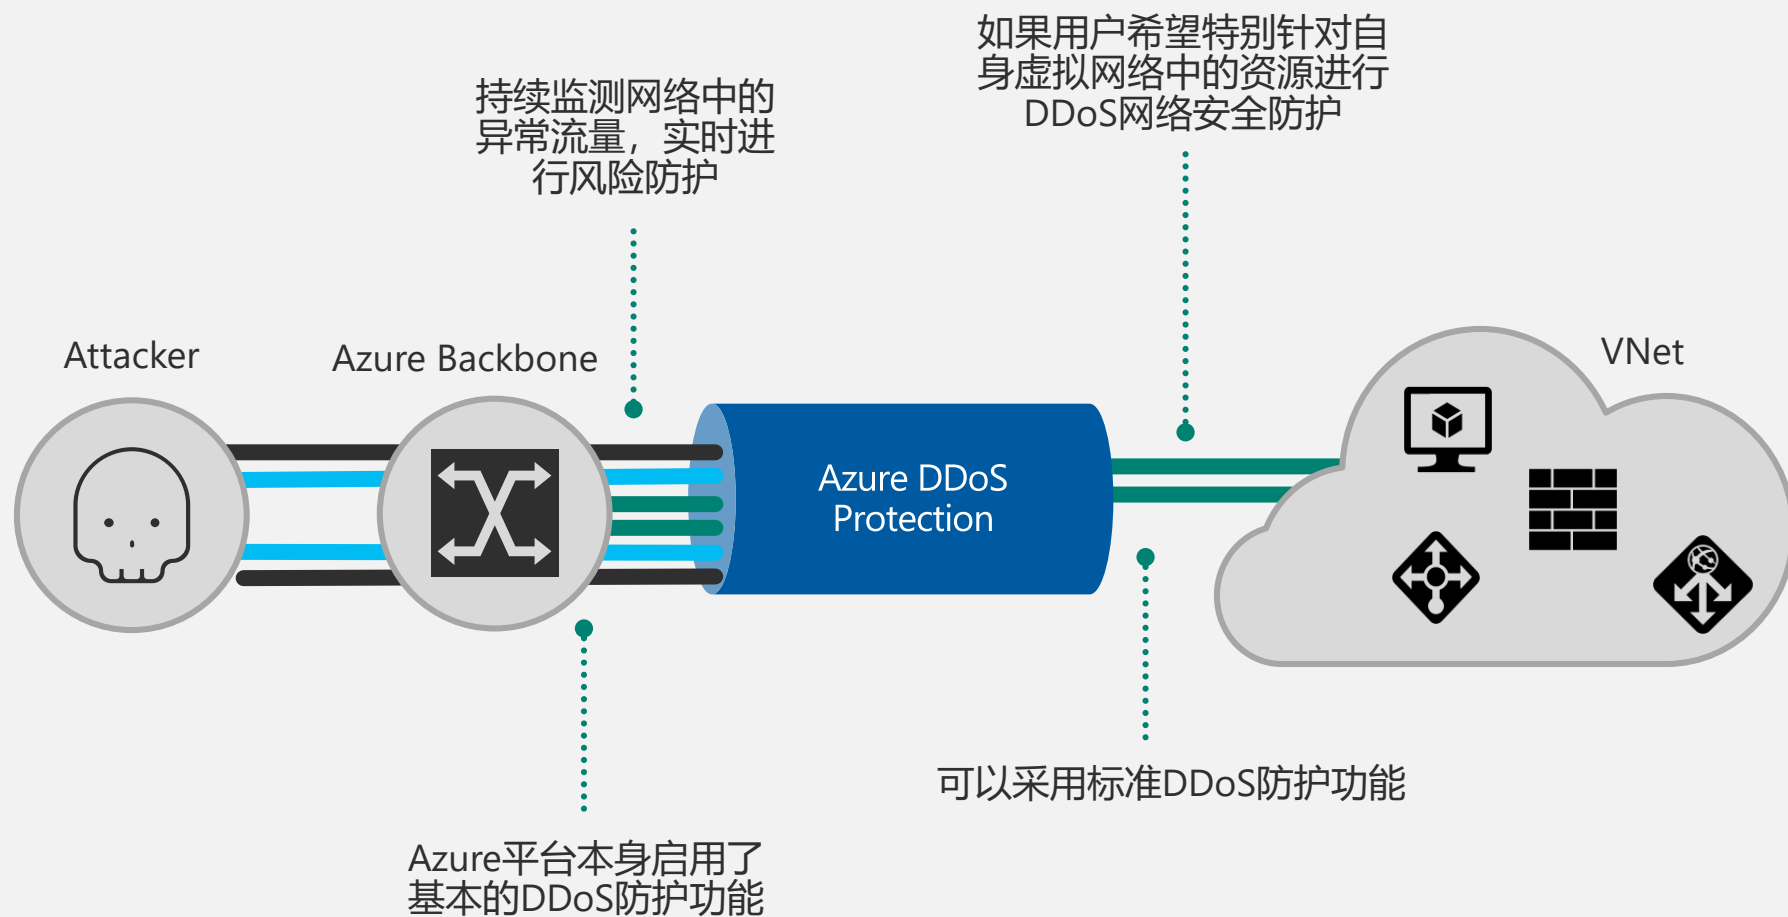 如果用户希望特别针对自
身虚拟网络中的资源进行
DDoS网络安全防护
持续监测网络中的
异常流量，实时进
行风险防护
Attacker
Azure Backbone
VNet
Azure DDoS
Protection
可以采用标准DDoS防护功能
Azure平台本身启用了
基本的DDoS防护功能